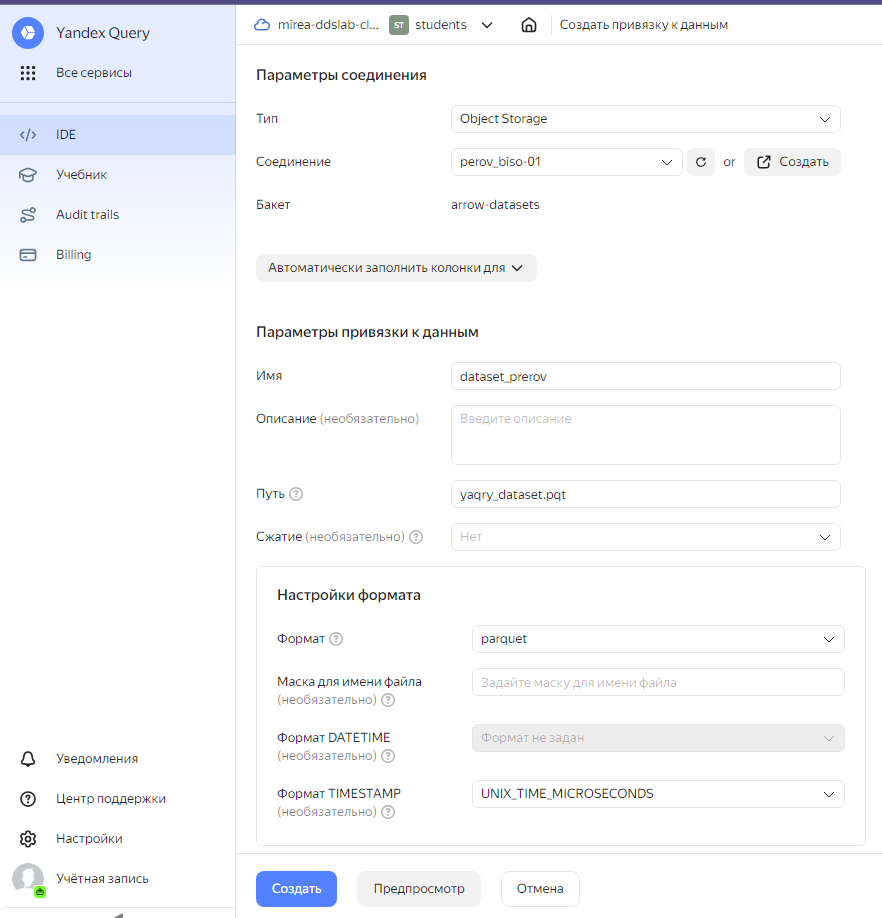 Yandex Query
Все сервисы
IDE
Учебник
Audit trails
Billing
Уведомления
Центр поддержки
Настройки
Учётная запись
mirea-ddslab-cl... ST students Создать привязку к данным
Параметры соединения
Тип Object Storage
Соединение perov_biso-01 or Создать
Бакет arrow-datasets
Автоматически заполнить колонки для
Параметры привязки к данным
Имя dataset_prerov
Описание (необязательно) Введите описание
Путь ? yaqry_dataset.pqt
Сжатие (необязательно) ? Нет
Настройки формата
Формат ? parquet
Маска для имени файла Задайте маску для имени файла
(необязательно) ?
Формат DATETIME Формат не задан
(необязательно) ?
Формат TIMESTAMP UNIX_TIME_MICROSECONDS
(необязательно) ?
Создать Предпросмотр Отмена